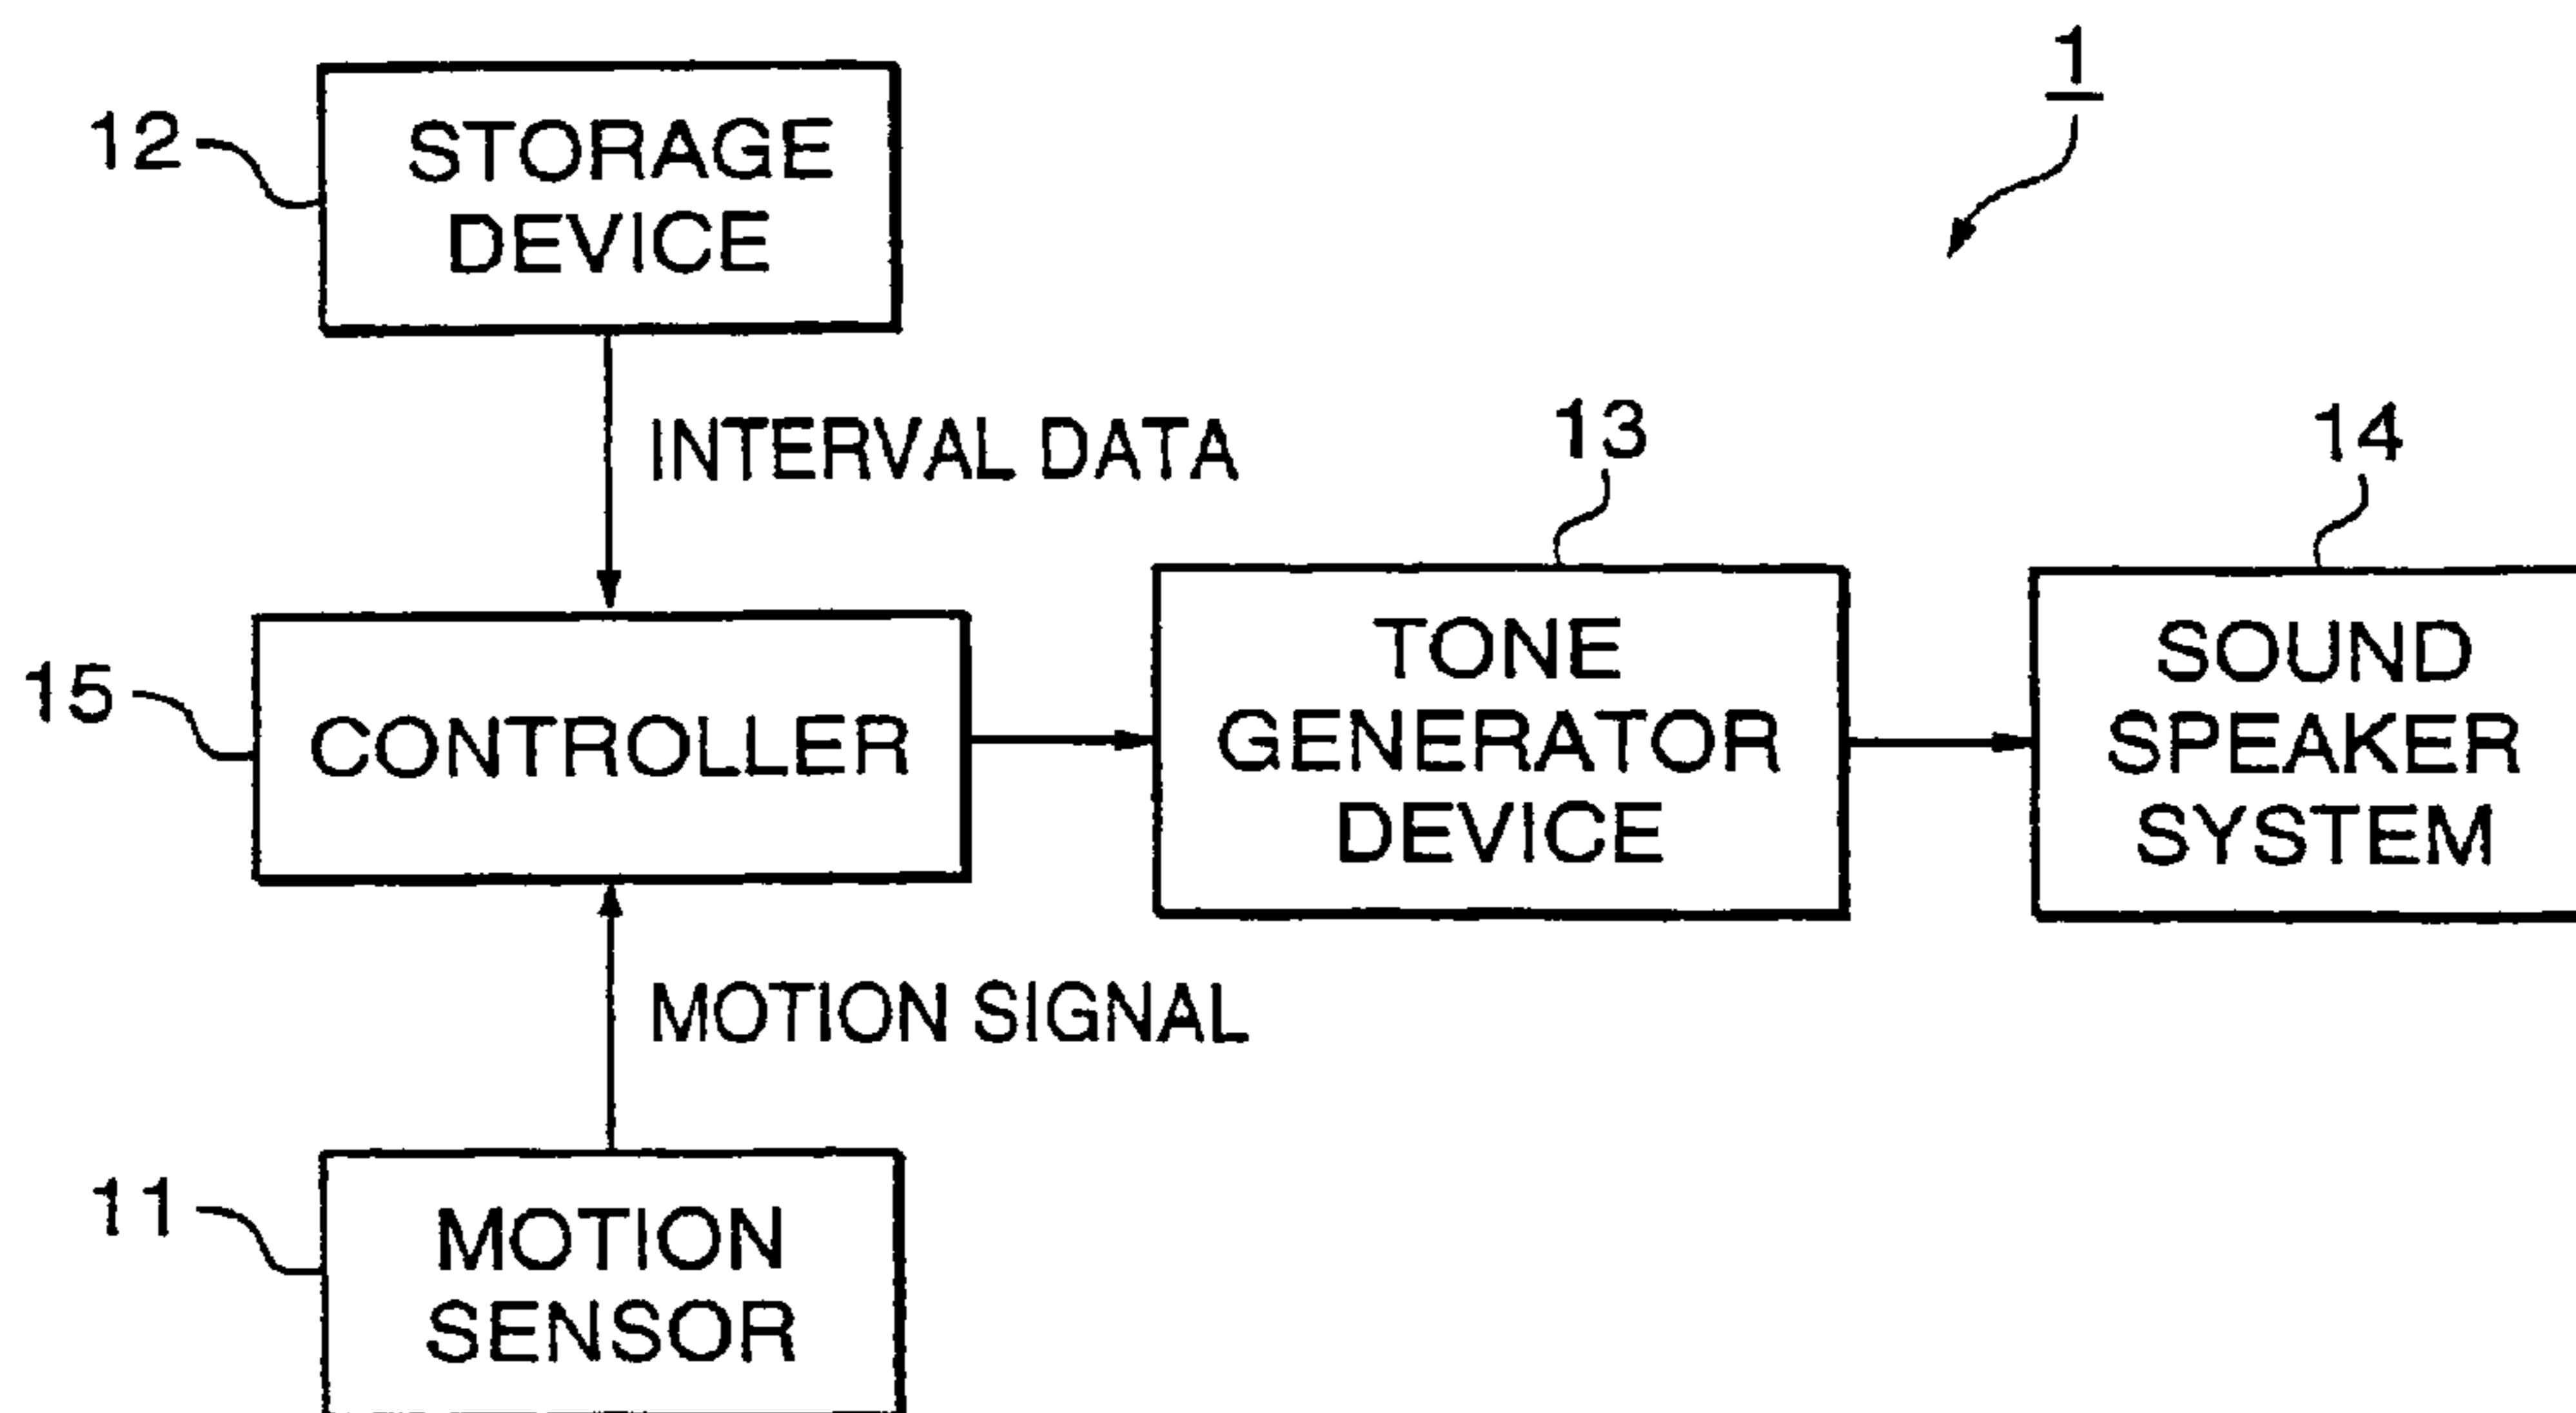 1
12
STORAGE
DEVICE
INTERVAL DATA
13
14
15
CONTROLLER
TONE
GENERATOR
DEVICE
SOUND
SPEAKER
SYSTEM
MOTION SIGNAL
11
MOTION
SENSOR